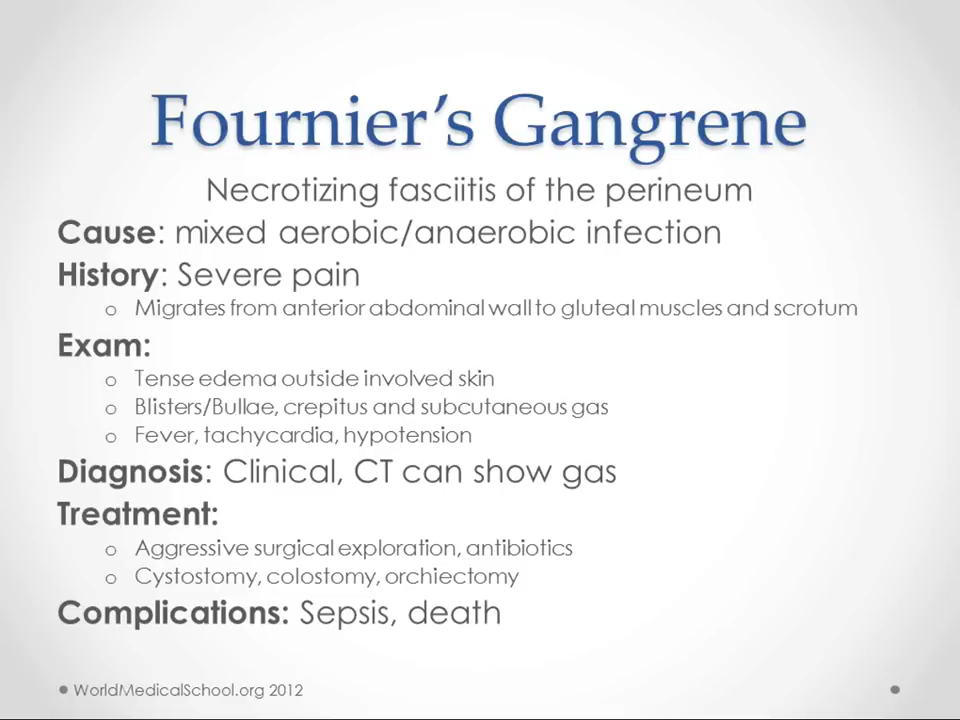 Fournier’s Gangrene
Necrotizing fasciitis of the perineum
Cause: mixed aerobic/anaerobic infection
History: Severe pain
o Migrates from anterior abdominal wall to gluteal muscles and scrotum
Exam:
o Tense edema outside involved skin
o Blisters/Bullae, crepitus and subcutaneous gas
o Fever, tachycardia, hypotension
Diagnosis: Clinical, CT can show gas
Treatment:
o Aggressive surgical exploration, antibiotics
o Cystostomy, colostomy, orchiectomy
Complications: Sepsis, death
• WorldMedicalSchool.org 2012 •